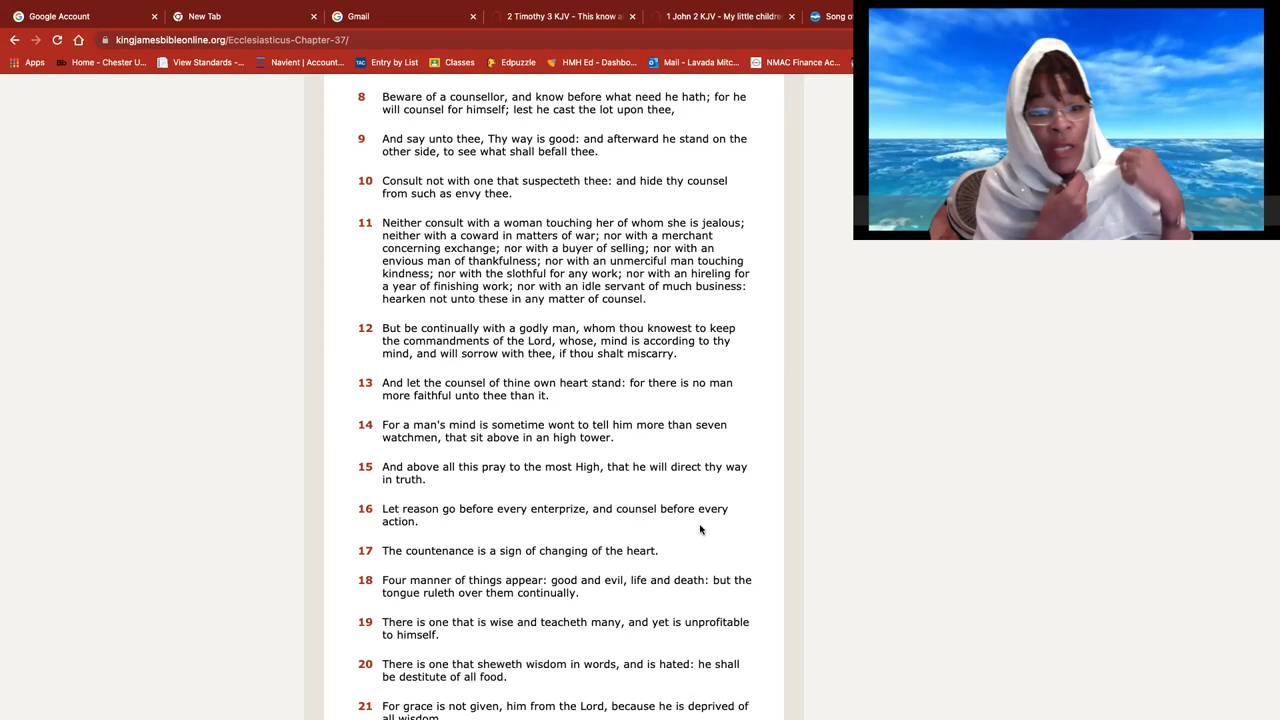 Google Account
New Tab
Gmail
2 Timothy 3 KJV - This know a
1 John 2 KJV - My little childre
Song of
kingjamesbibleonline.org/Ecclesiasticus-Chapter-37/
Apps
Home - Chester U...
View Standards -...
Navient | Account...
TAC Entry by List
Classes
Edpuzzle
HMH Ed - Dashbo...
Mail - Lavada Mitc...
NMAC Finance Ac...
8 Beware of a counsellor, and know before what need he hath; for he
will counsel for himself; lest he cast the lot upon thee,
9 And say unto thee, Thy way is good: and afterward he stand on the
other side, to see what shall befall thee.
10 Consult not with one that suspecteth thee: and hide thy counsel
from such as envy thee.
11 Neither consult with a woman touching her of whom she is jealous;
neither with a coward in matters of war; nor with a merchant
concerning exchange; nor with a buyer of selling; nor with an
envious man of thankfulness; nor with an unmerciful man touching
kindness; nor with the slothful for any work; nor with an hireling for
a year of finishing work; nor with an idle servant of much business:
hearken not unto these in any matter of counsel.
12 But be continually with a godly man, whom thou knowest to keep
the commandments of the Lord, whose, mind is according to thy
mind, and will sorrow with thee, if thou shalt miscarry.
13 And let the counsel of thine own heart stand: for there is no man
more faithful unto thee than it.
14 For a man's mind is sometime wont to tell him more than seven
watchmen, that sit above in an high tower.
15 And above all this pray to the most High, that he will direct thy way
in truth.
16 Let reason go before every enterprize, and counsel before every
action.
17 The countenance is a sign of changing of the heart.
18 Four manner of things appear: good and evil, life and death: but the
tongue ruleth over them continually.
19 There is one that is wise and teacheth many, and yet is unprofitable
to himself.
20 There is one that sheweth wisdom in words, and is hated: he shall
be destitute of all food.
21 For grace is not given, him from the Lord, because he is deprived of
all wisdom